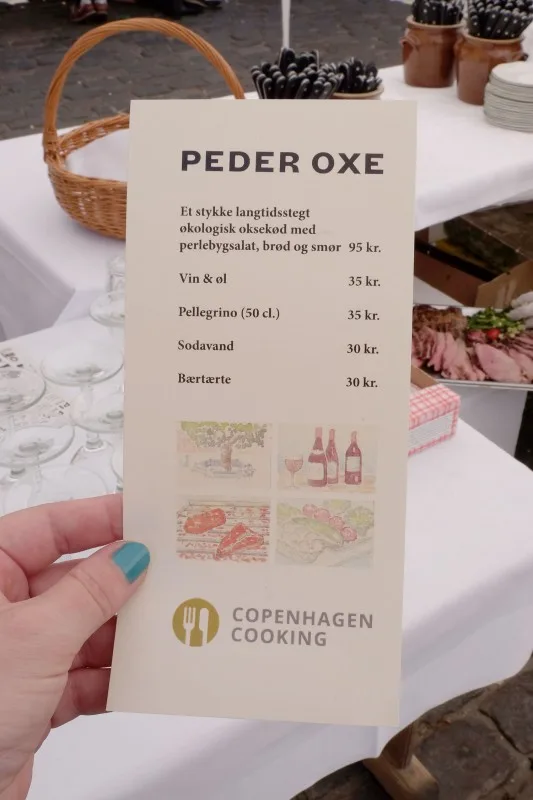 PEDER OXE
Et stykke langtidsstegt
økologisk oksekød med
perlebygsalat, brød og smør 95 kr.
Vin & øl 35 kr.
Pellegrino (50 cl.) 35 kr.
Sodavand 30 kr.
Bærtærte 30 kr.
COPENHAGEN
COOKING